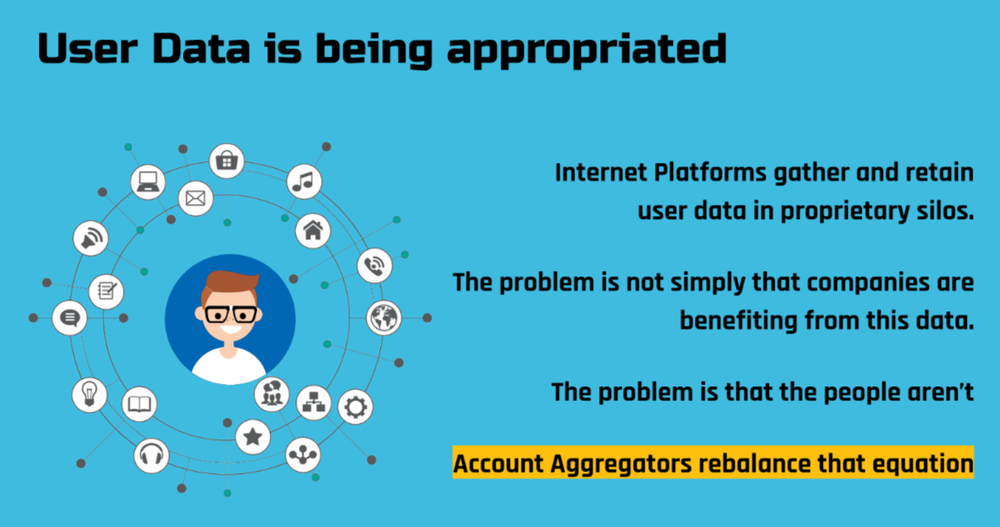 User Data is being appropriated
Internet Platforms gather and retain
user data in proprietary silos.
The problem is not simply that companies are
benefiting from this data.
The problem is that the people aren’t
Account Aggregators rebalance that equation